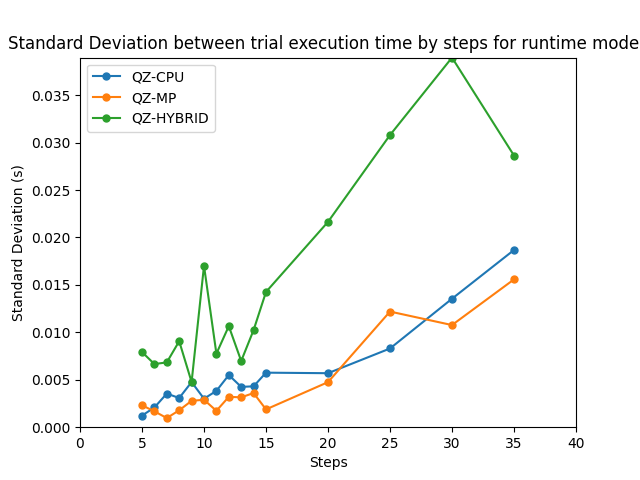 Standard Deviation between trial execution time by steps for runtime mode
QZ-CPU
QZ-MP
QZ-HYBRID
Standard Deviation (s)
0.035
0.030
0.025
0.020
0.015
0.010
0.005
0.000
0 5 10 15 20 25 30 35 40
Steps